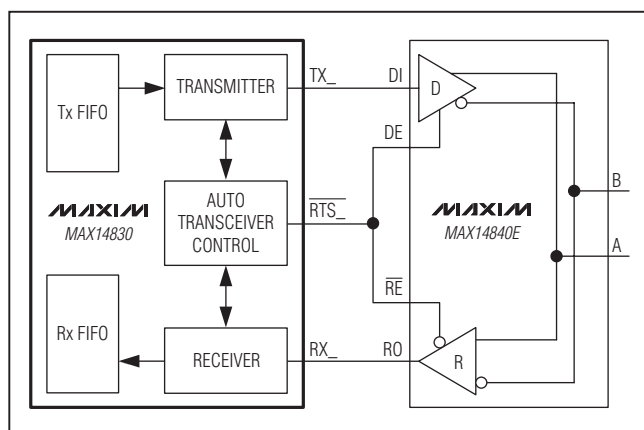 Tx FIFO
TRANSMITTER
TX_
DI
D
DE
AUTO
TRANSCEIVER
CONTROL
RTS_
MAXIM
MAX14830
MAXIM
MAX14840E
B
A
RE
Rx FIFO
RECEIVER
RX_
RO
R